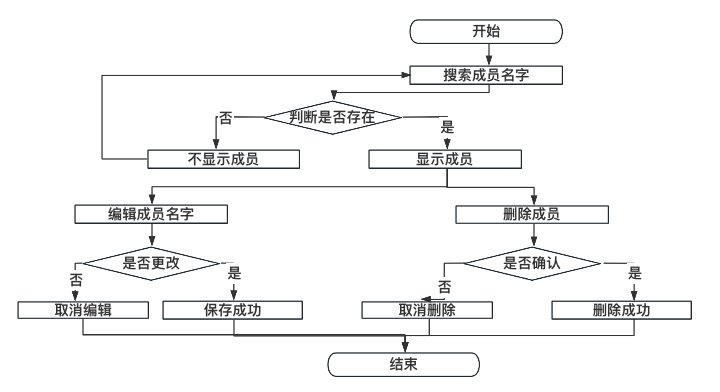 开始
搜索成员名字
判断是否存在
否
是
不显示成员
显示成员
编辑成员名字
删除成员
是否更改
是否确认
否
是
否
是
取消编辑
保存成功
取消删除
删除成功
结束